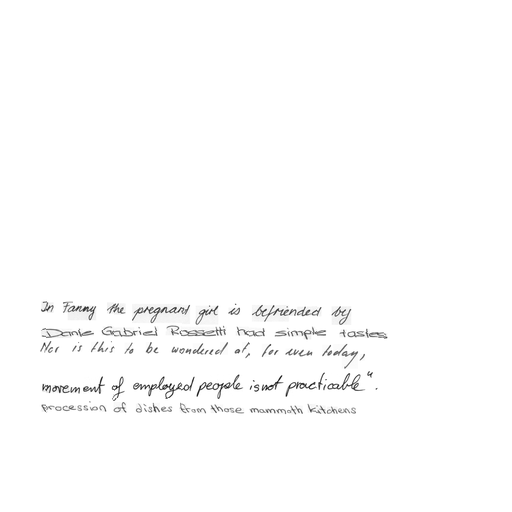 In Fanny the pregnant girl is befriended by
Dante Gabriel Rossetti had simple tastes
Nor is this to be wondered at, for even today,
movement of employed people is not practicable".
procession of dishes from those mammoth kitchens